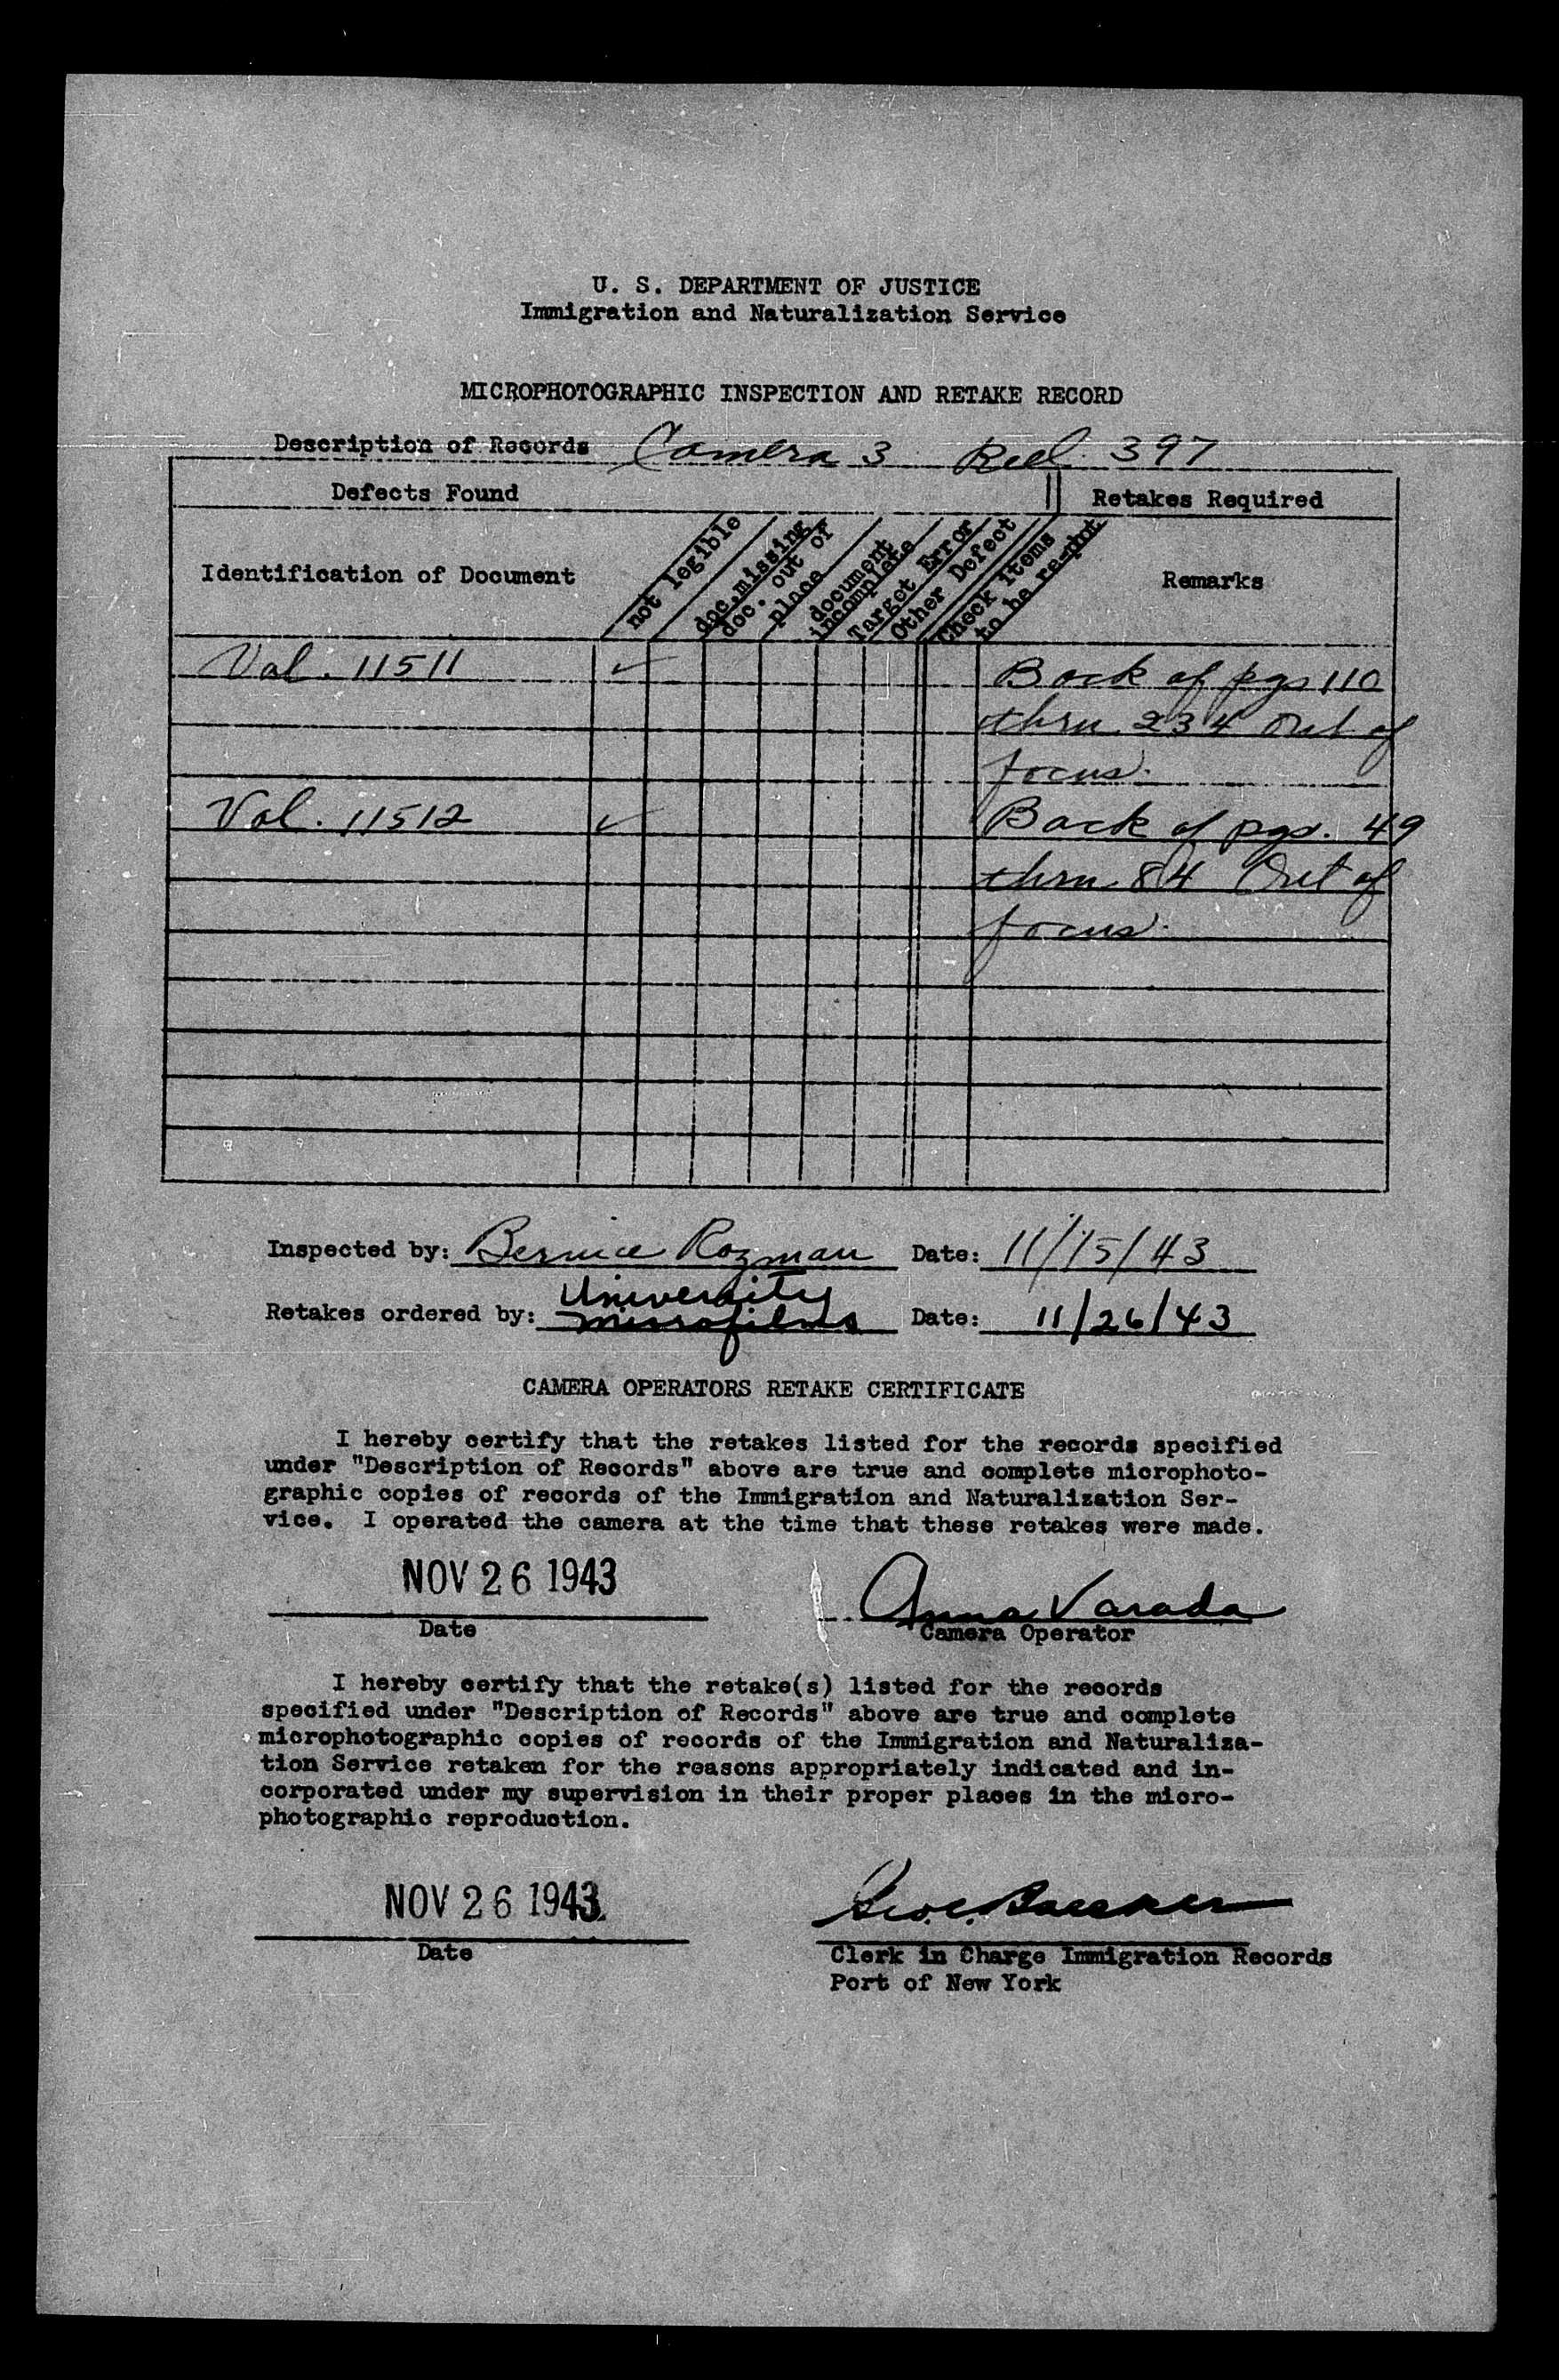 U. S. DEPARTMENT OF JUSTICE
Immigration and Naturalization Service
MICROPHOTOGRAPHIC INSPECTION AND RETAKE RECORD
Description of Records Camera 3 Reel 397
Defects Found Retakes Required
Identification of Document
not legible
doc. missing
doc. out of
place
document
incomplete
Target Error
Other Defect
Check items
to be re-phot
Remarks
Vol. 11511 ✓ Back of pgs 110
thru 234 out of
focus.
Vol. 11512 ✓ Back of pgs. 49
thru 84 Out of
focus.
Inspected by: Bernice Rozman Date: 11/15/43
University
Retakes ordered by: Microfilms Date: 11/26/43
CAMERA OPERATORS RETAKE CERTIFICATE
I hereby certify that the retakes listed for the records specified
under "Description of Records" above are true and complete microphoto-
graphic copies of records of the Immigration and Naturalization Ser-
vice. I operated the camera at the time that these retakes were made.
NOV 26 1943 Anna Varada
Date Camera Operator
I hereby certify that the retake(s) listed for the records
specified under "Description of Records" above are true and complete
microphotographic copies of records of the Immigration and Naturaliza-
tion Service retaken for the reasons appropriately indicated and in-
corporated under my supervision in their proper places in the micro-
photographic reproduction.
NOV 26 1943
Date Clerk in Charge Immigration Records
Port of New York